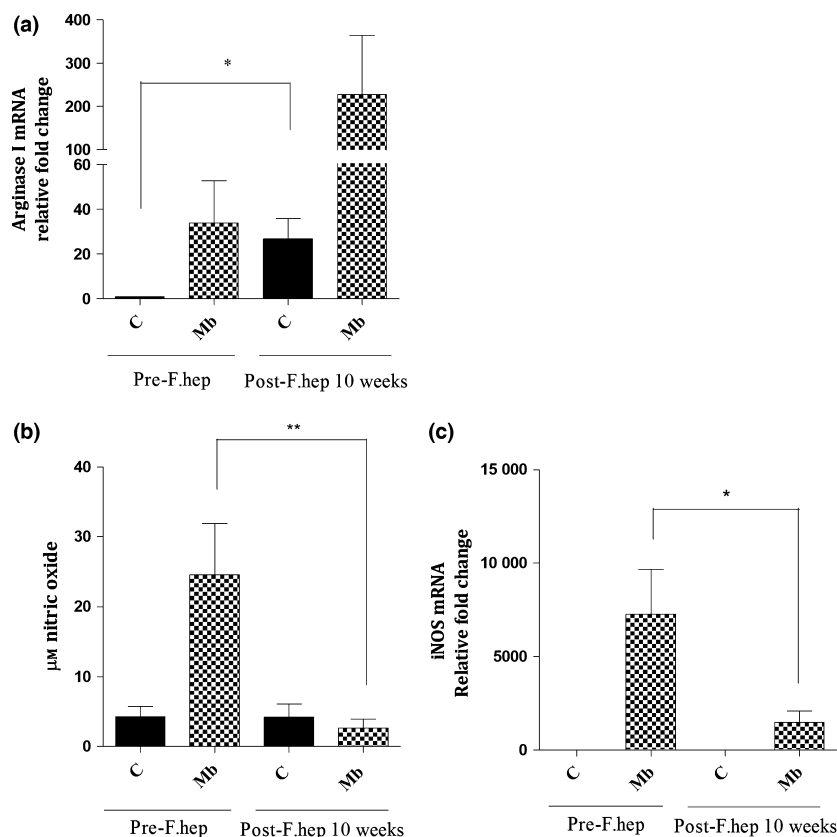 (a)
Arginase I mRNA
relative fold change
400
300
200
100
60
40
20
0
*
C
Mb
C
Mb
Pre-F.hep
Post-F.hep 10 weeks
(b)
μM nitric oxide
40
30
20
10
0
**
C
Mb
C
Mb
Pre-F.hep
Post-F.hep 10 weeks
(c)
iNOS mRNA
Relative fold change
15 000
10 000
5000
0
*
C
Mb
C
Mb
Pre-F.hep
Post-F.hep 10 weeks